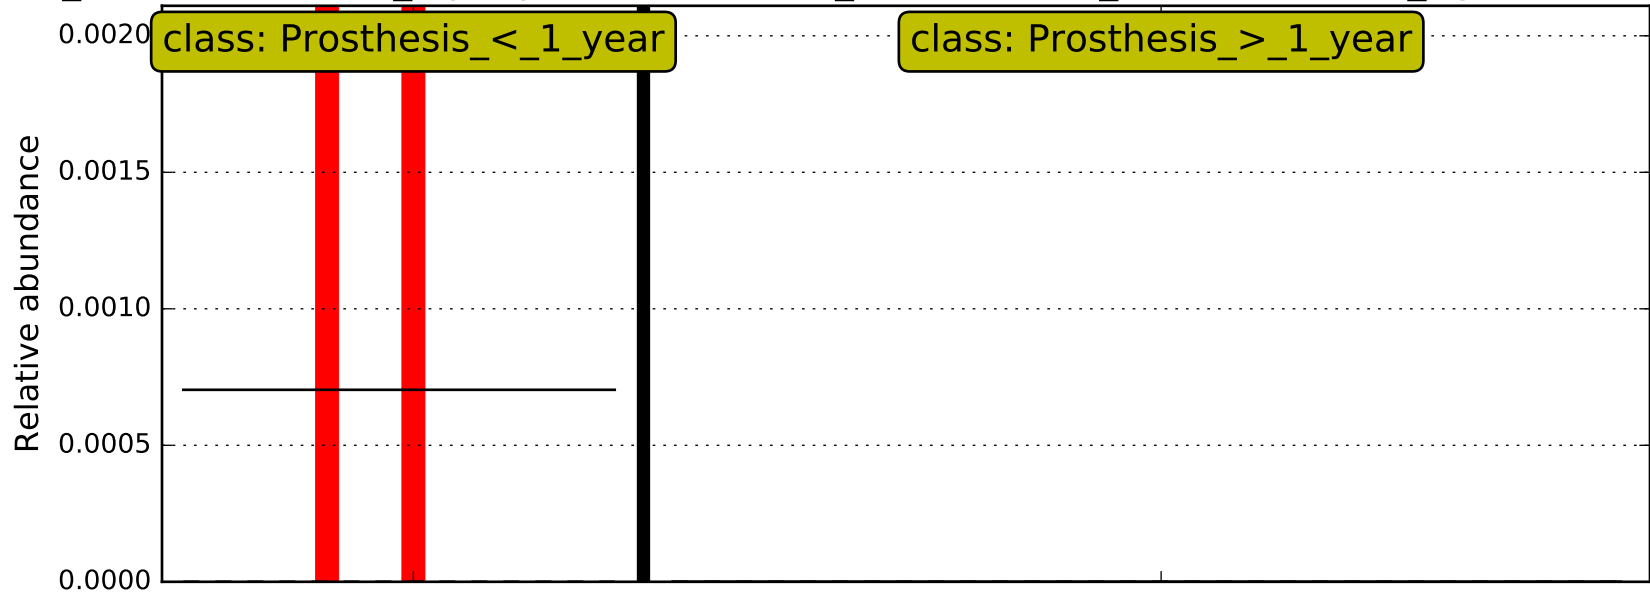 0.0020
class: Prosthesis_<_1_year
class: Prosthesis_>_1_year
0.0015
0.0010
0.0005
0.0000
Relative abundance